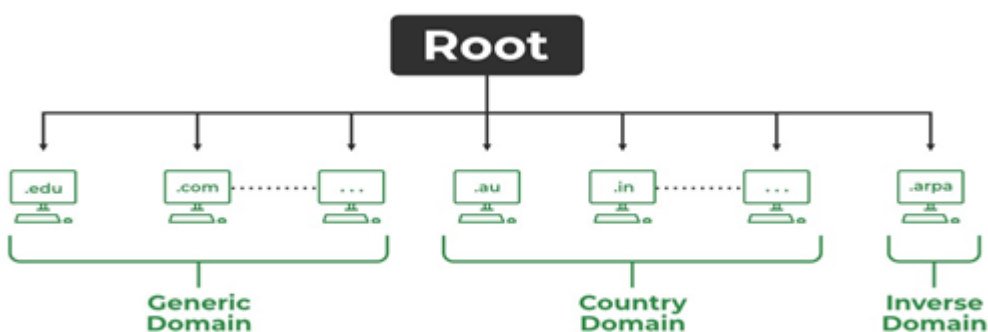 Root
.edu
.com
...
.au
.in
...
.arpa
Generic
Domain
Country
Domain
Inverse
Domain